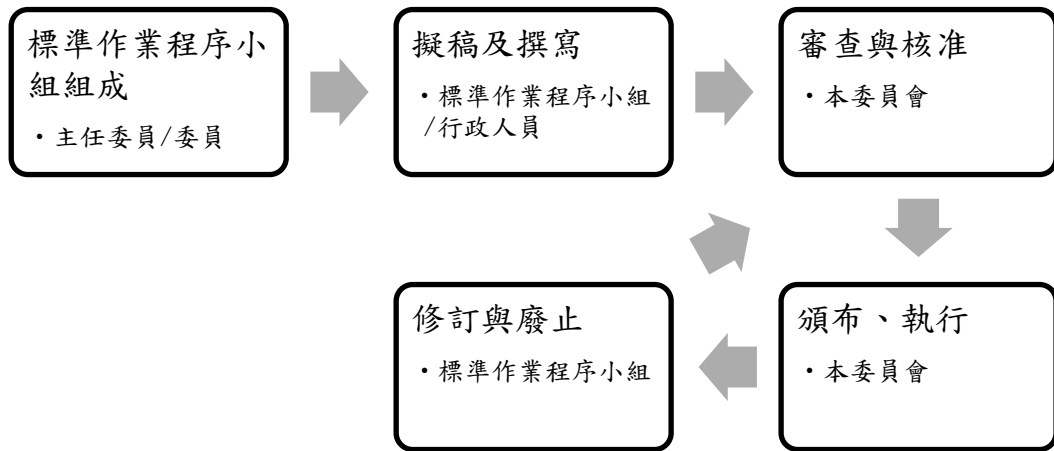 標準作業程序小
組組成
・主任委員/委員
擬稿及撰寫
・標準作業程序小組
/行政人員
審查與核准
・本委員會
修訂與廢止
・標準作業程序小組
頒布、執行
・本委員會